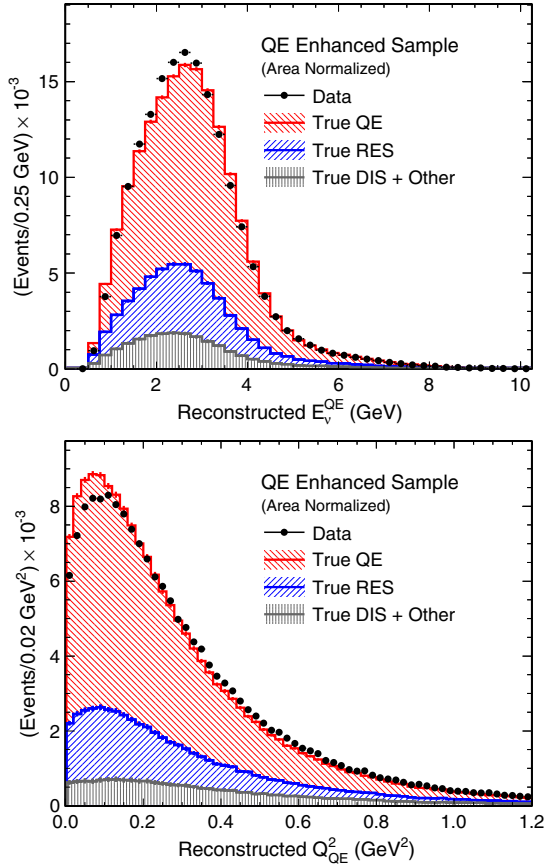 QE Enhanced Sample
(Area Normalized)
Data
True QE
True RES
True DIS + Other
(Events/0.25 GeV) × 10⁻³
15
10
5
0
0 2 4 6 8 10
Reconstructed E_ν^QE (GeV)
QE Enhanced Sample
(Area Normalized)
Data
True QE
True RES
True DIS + Other
(Events/0.02 GeV²) × 10⁻³
8
6
4
2
0
0.0 0.2 0.4 0.6 0.8 1.0 1.2
Reconstructed Q²_QE (GeV²)